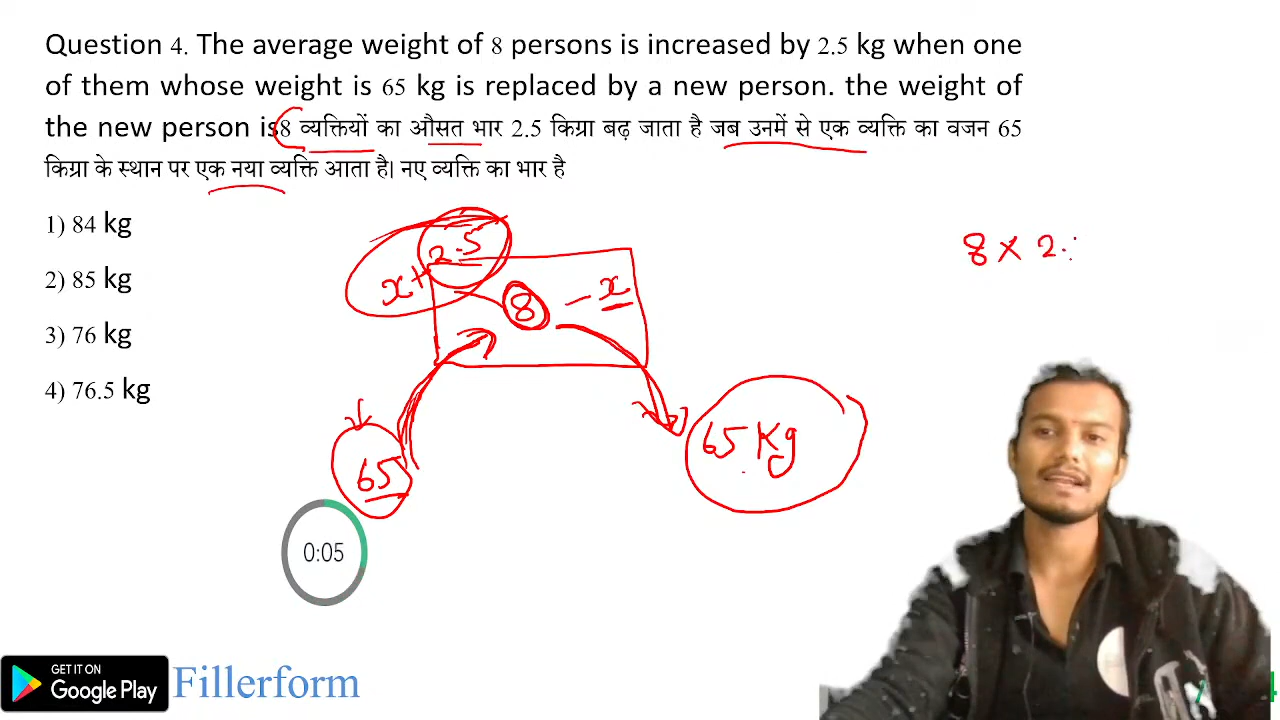 Question 4. The average weight of 8 persons is increased by 2.5 kg when one
of them whose weight is 65 kg is replaced by a new person. the weight of
the new person is8 व्यक्तियों का औसत भार 2.5 किग्रा बढ़ जाता है जब उनमें से एक व्यक्ति का वजन 65
किग्रा के स्थान पर एक नया व्यक्ति आता है। नए व्यक्ति का भार है
1) 84 kg
2) 85 kg
3) 76 kg
4) 76.5 kg
x+2.5
8 - x
8 × 2.
65 Kg
65
0:05
GET IT ON
Google Play
Fillerform